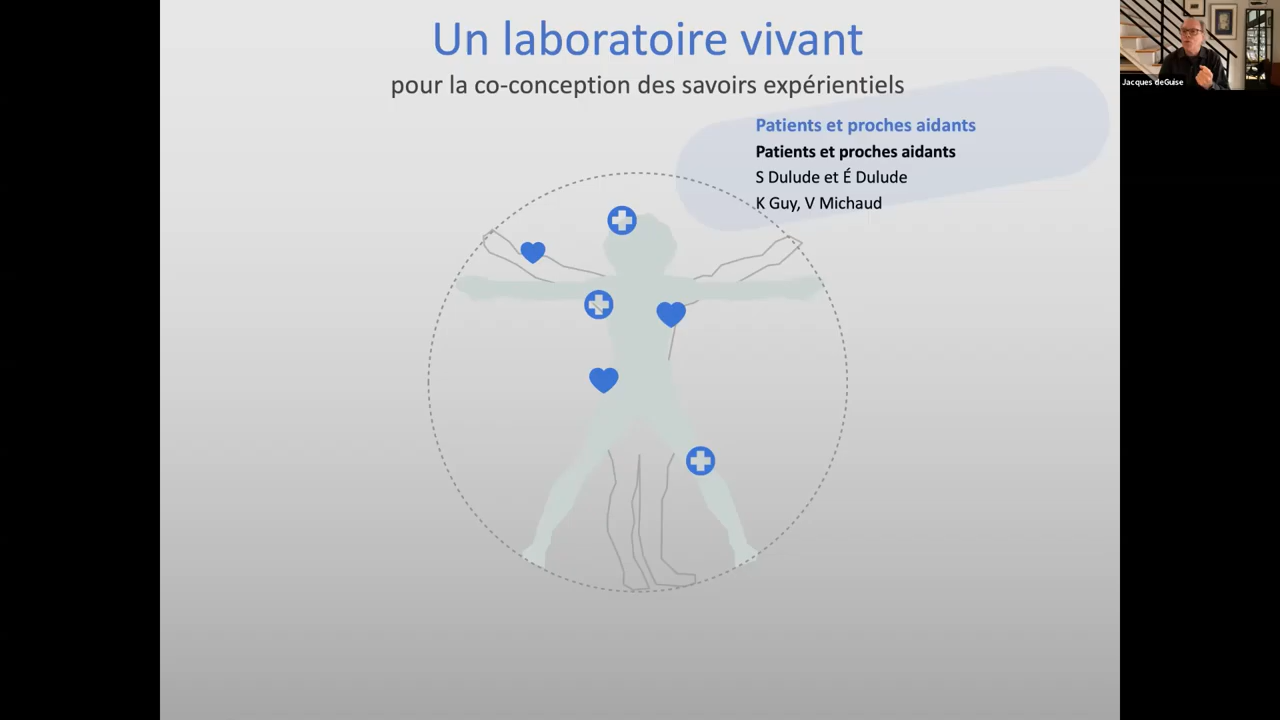 Un laboratoire vivant
pour la co-conception des savoirs expérientiels
Jacques deGuise
Patients et proches aidants
Patients et proches aidants
S Dulude et É Dulude
K Guy, V Michaud